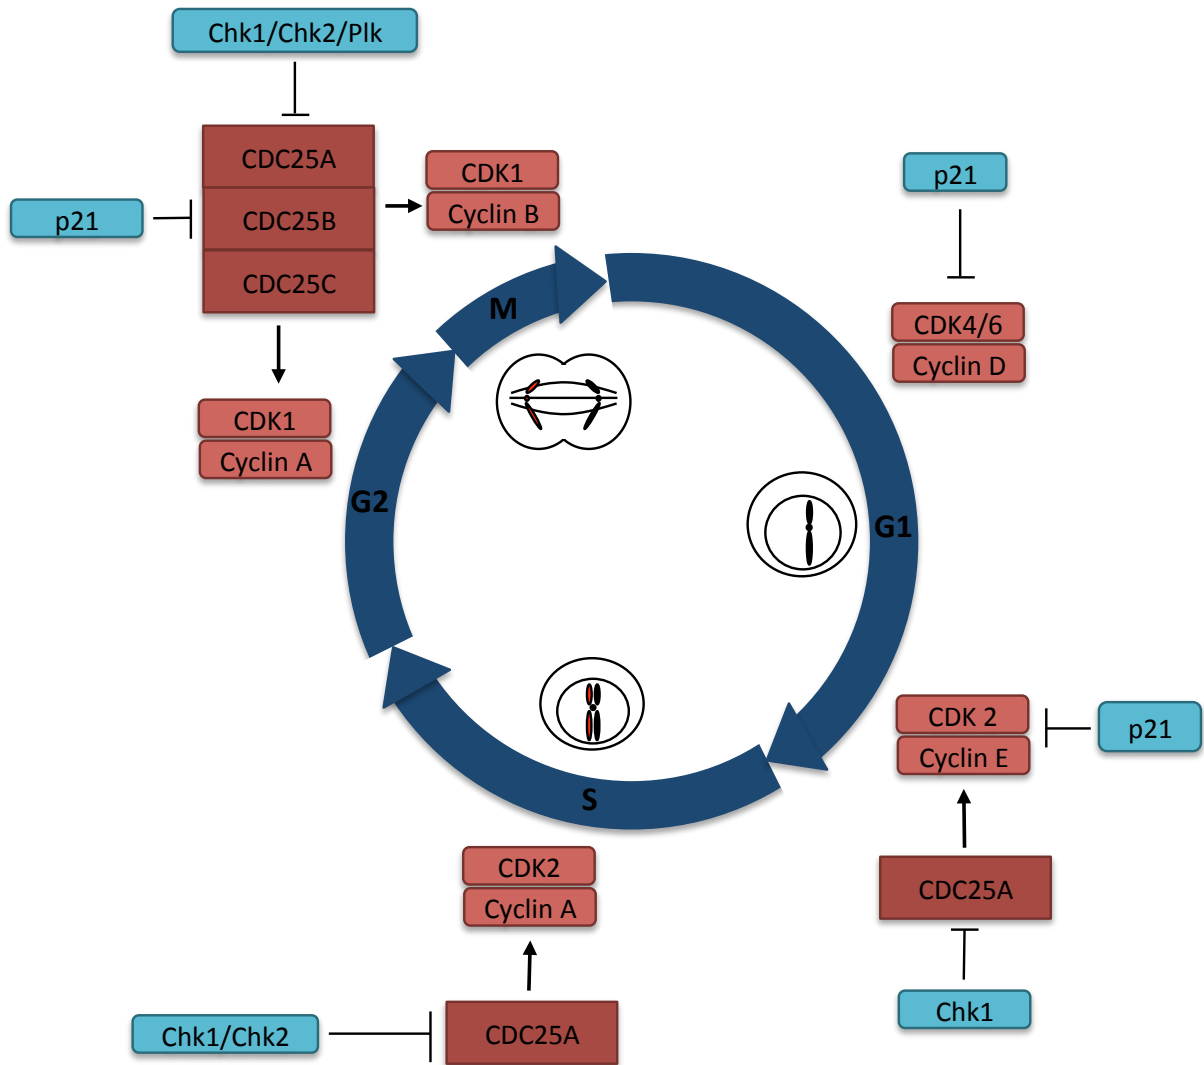 Chk1/Chk2/Plk
CDC25A
CDK1
p21
p21
CDC25B
Cyclin B
CDC25C
M
CDK4/6
Cyclin D
CDK1
Cyclin A
G2
G1
CDK 2
p21
Cyclin E
S
CDK2
CDC25A
Cyclin A
Chk1
Chk1/Chk2
CDC25A